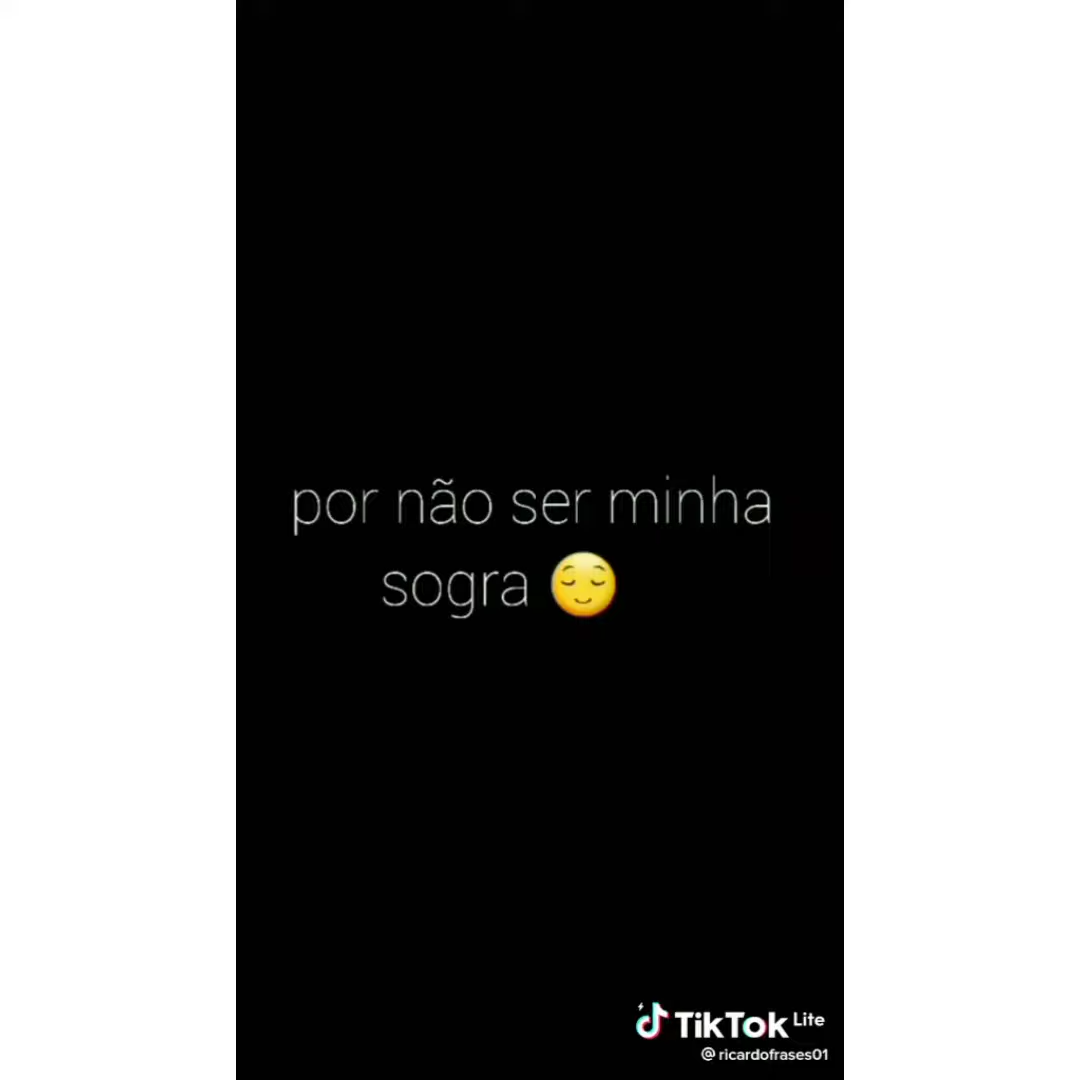 por não ser minha
sogra 😌
TikTok Lite
@ricardofrases01